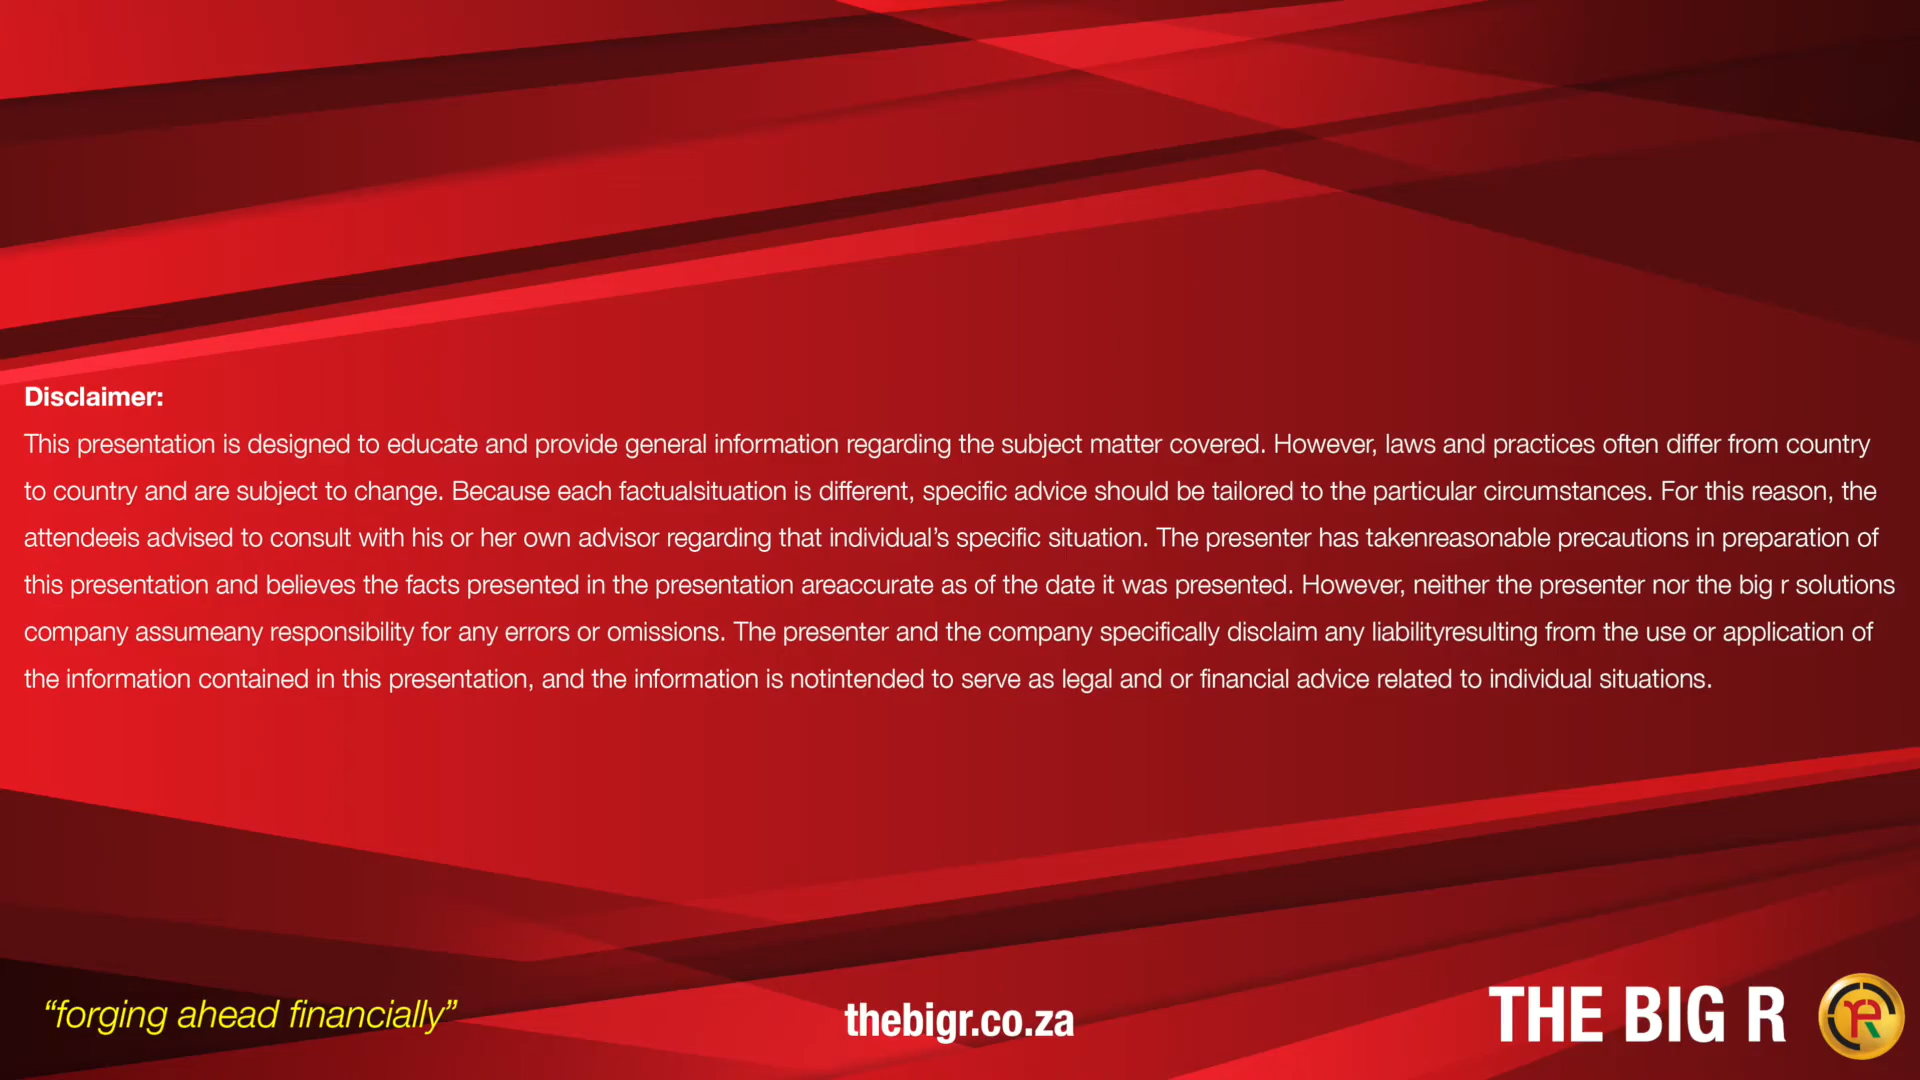 Disclaimer:
This presentation is designed to educate and provide general information regarding the subject matter covered. However, laws and practices often differ from country
to country and are subject to change. Because each factualsituation is different, specific advice should be tailored to the particular circumstances. For this reason, the
attendeeis advised to consult with his or her own advisor regarding that individual’s specific situation. The presenter has takenreasonable precautions in preparation of
this presentation and believes the facts presented in the presentation areaccurate as of the date it was presented. However, neither the presenter nor the big r solutions
company assumeany responsibility for any errors or omissions. The presenter and the company specifically disclaim any liabilityresulting from the use or application of
the information contained in this presentation, and the information is notintended to serve as legal and or financial advice related to individual situations.
“forging ahead financially”
thebigr.co.za
THE BIG R
R